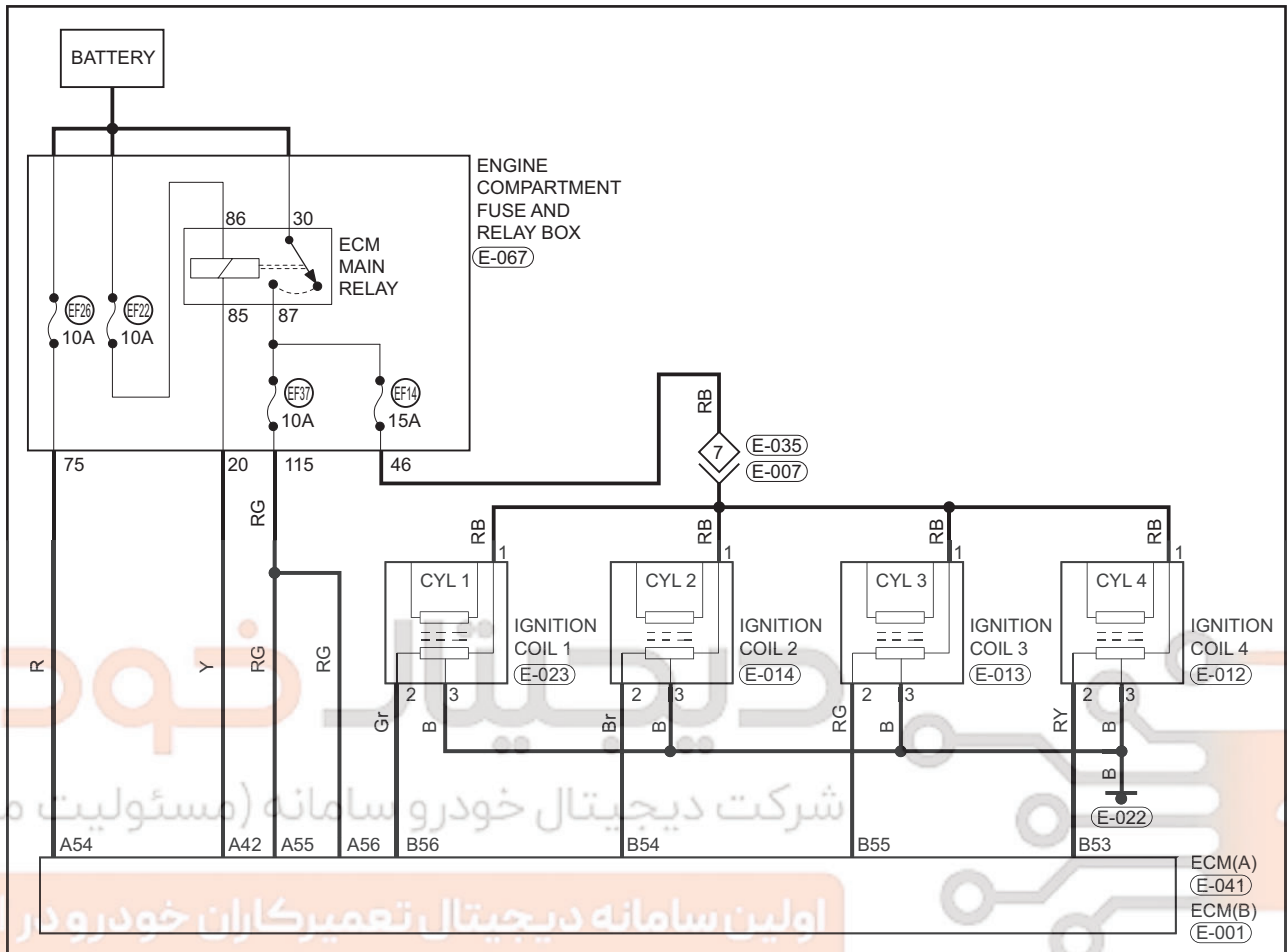 BATTERY
ENGINE
COMPARTMENT
FUSE AND
RELAY BOX
E-067
86
30
ECM
MAIN
RELAY
85
87
EF26
10A
EF22
10A
EF37
10A
EF14
15A
75
20
115
46
RB
7
E-035
E-007
R
Y
RG
RG
RG
RB
1
RB
1
RB
1
RB
1
CYL 1
CYL 2
CYL 3
CYL 4
IGNITION
COIL 1
E-023
IGNITION
COIL 2
E-014
IGNITION
COIL 3
E-013
IGNITION
COIL 4
E-012
2
3
2
3
2
3
2
3
Gr
B
Br
B
RG
B
RY
B
B
E-022
دیجیتال خود
شرکت دیجیتال خودرو سامانه (مسئولیت
A54
A42
A55
A56
B56
B54
B55
B53
ECM(A)
E-041
ECM(B)
E-001
اولین سامانه دیجیتال تعمیرکاران خودرو در